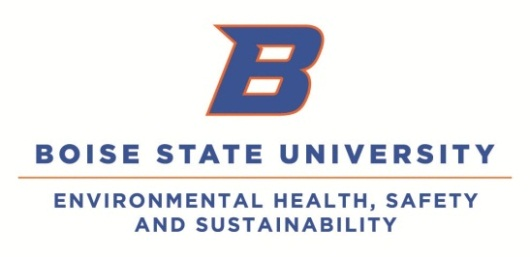 B
BOISE STATE UNIVERSITY
ENVIRONMENTAL HEALTH, SAFETY
AND SUSTAINABILITY